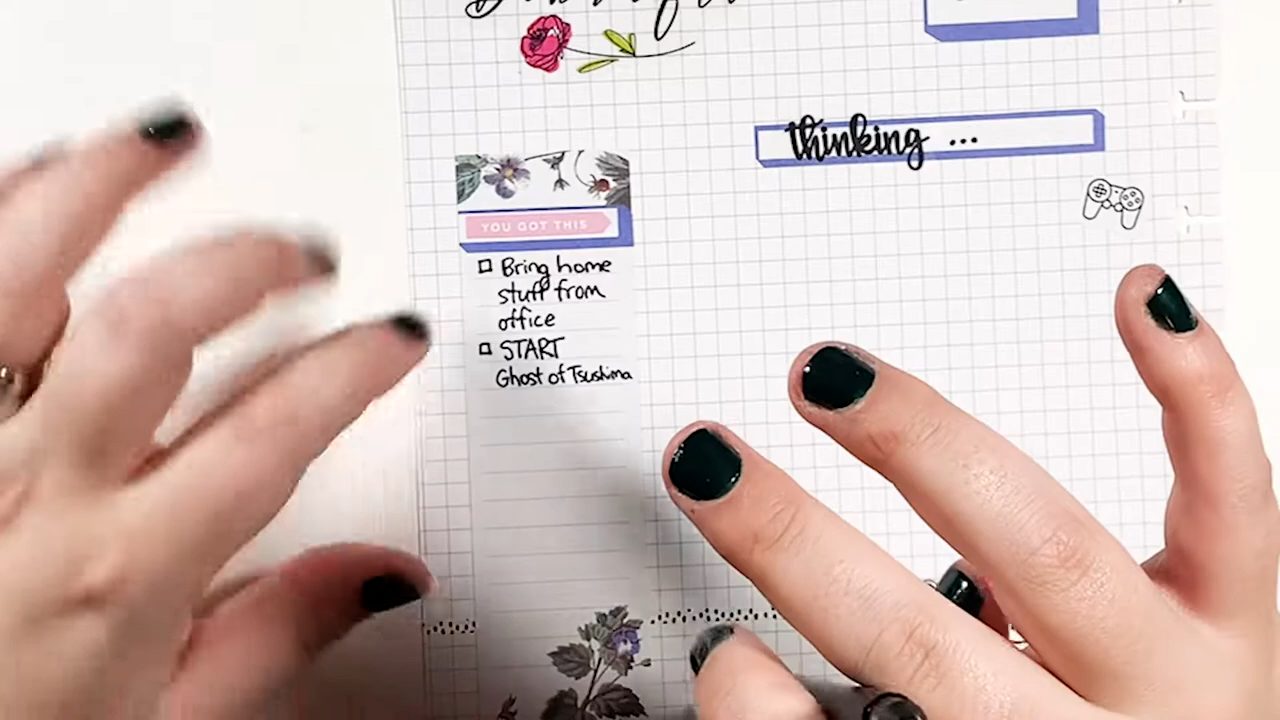 thinking ...
YOU GOT THIS
Bring home
stuff from
office
START
Ghost of Tsushima